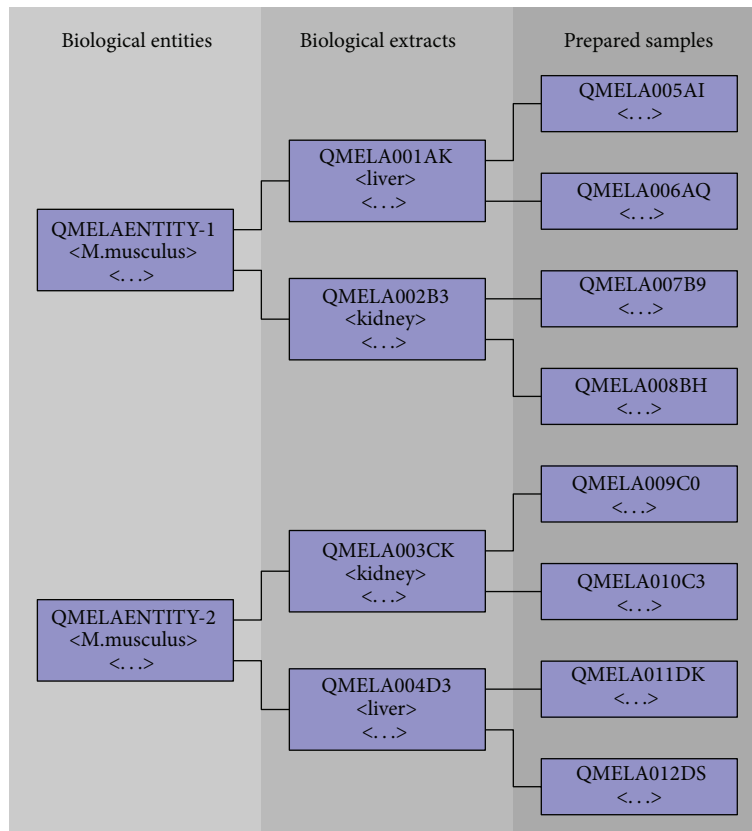 Biological entities
Biological extracts
Prepared samples
QMELAENTITY-1
<M.musculus>
<...>
QMELA001AK
<liver>
<...>
QMELA005AI
<...>
QMELA006AQ
<...>
QMELA002B3
<kidney>
<...>
QMELA007B9
<...>
QMELA008BH
<...>
QMELAENTITY-2
<M.musculus>
<...>
QMELA003CK
<kidney>
<...>
QMELA009C0
<...>
QMELA010C3
<...>
QMELA004D3
<liver>
<...>
QMELA011DK
<...>
QMELA012DS
<...>